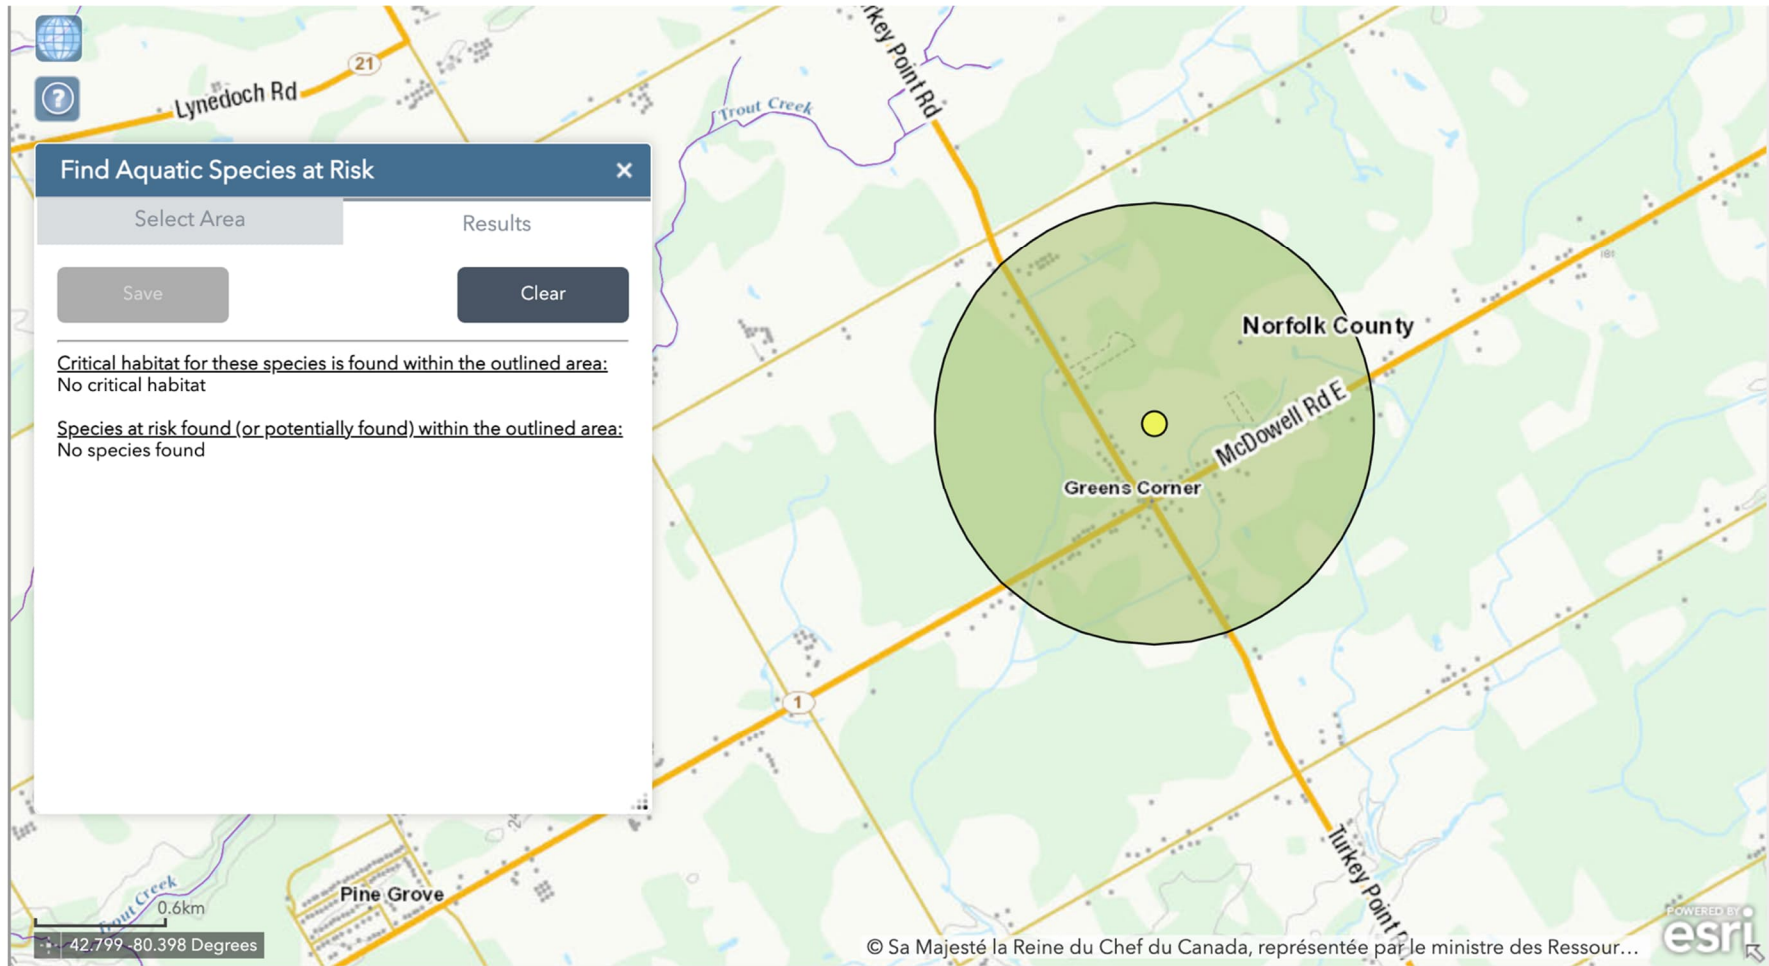 21
Lynedoch Rd
?
Find Aquatic Species at Risk
×
Select Area
Results
Save
Clear
Critical habitat for these species is found within the outlined area:
No critical habitat
Species at risk found (or potentially found) within the outlined area:
No species found
rkey Point Rd
Trout Creek
181
Norfolk County
McDowell Rd E
Greens Corner
1
Turkey Point R
Pine Grove
Trout Creek
0.6km
42.799 -80.398 Degrees
© Sa Majesté la Reine du Chef du Canada, représentée par le ministre des Ressour...
POWERED BY
esri